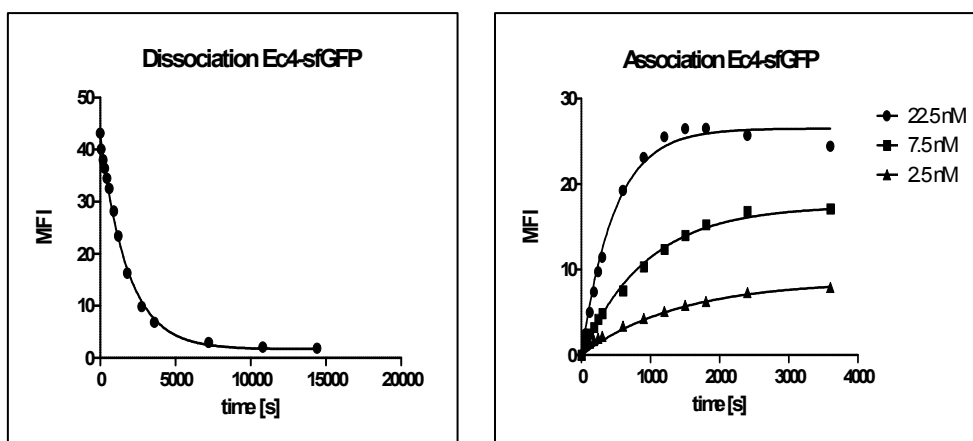 Dissociation Ec4-sfGFP
50
40
30
20
10
0
MFI
0 5000 10000 15000 20000
time [s]
Association Ec4-sfGFP
30
20
10
0
MFI
0 1000 2000 3000 4000
time [s]
22.5nM
7.5nM
2.5nM